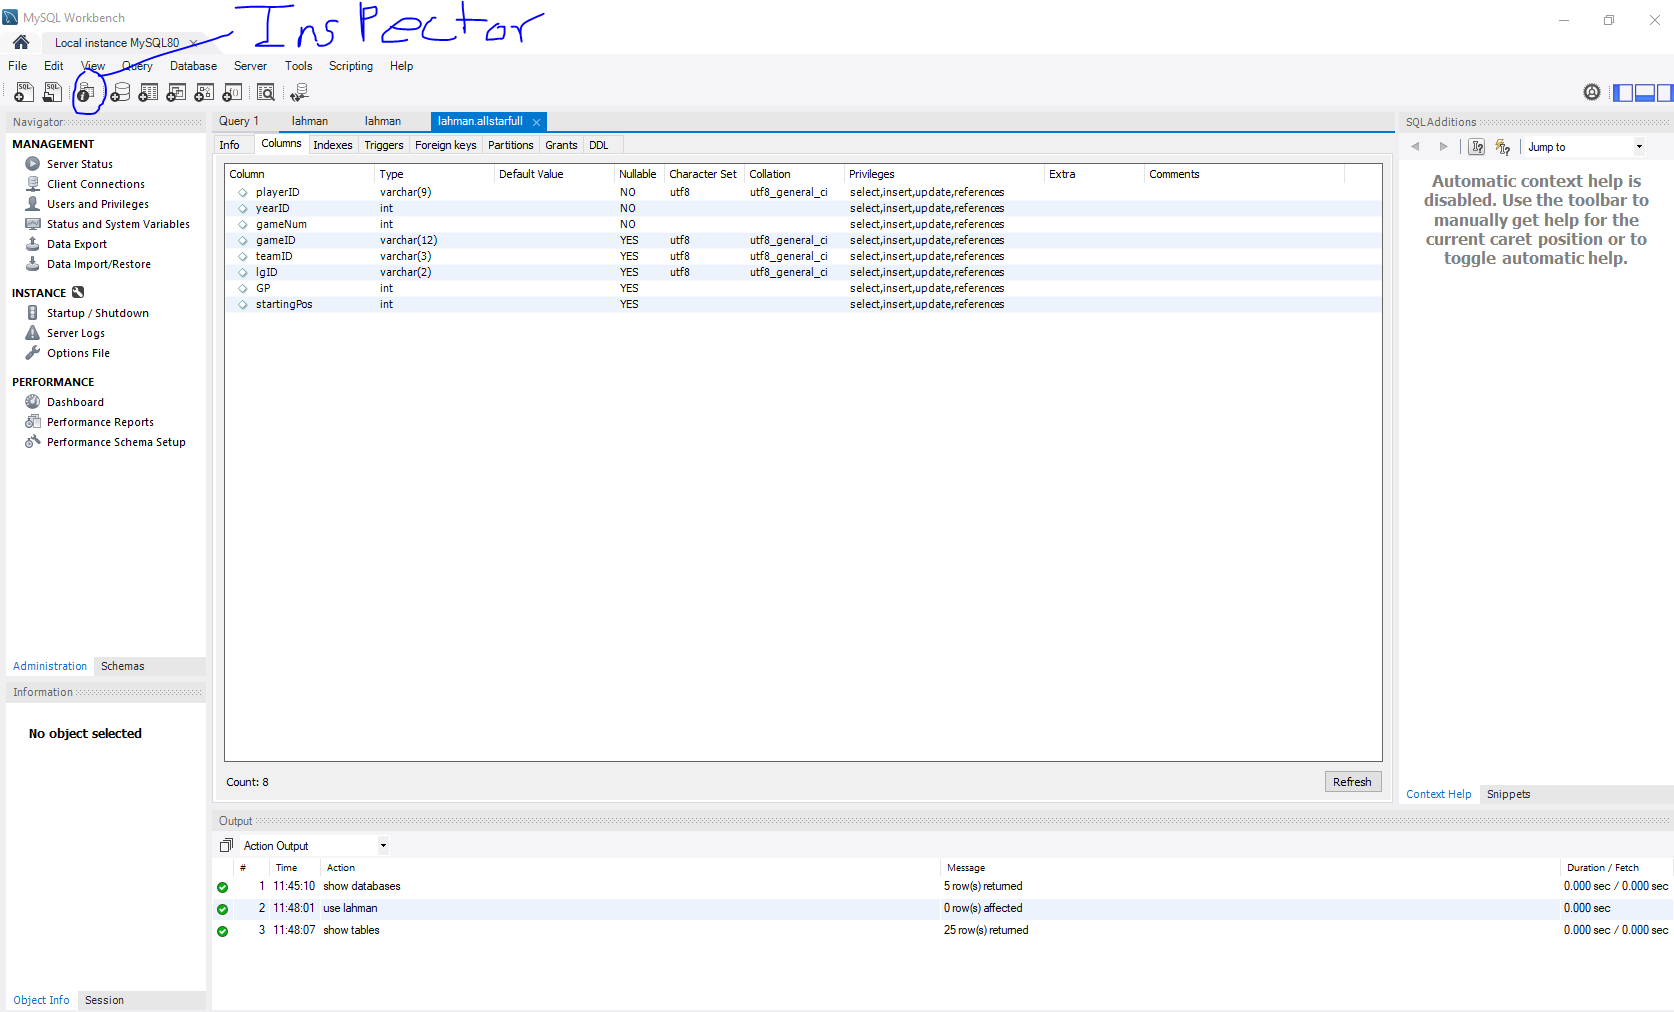 MySQL Workbench
Inspector
Local instance MySQL80
File Edit View Query Database Server Tools Scripting Help
Navigator
MANAGEMENT
Server Status
Client Connections
Users and Privileges
Status and System Variables
Data Export
Data Import/Restore
INSTANCE
Startup / Shutdown
Server Logs
Options File
PERFORMANCE
Dashboard
Performance Reports
Performance Schema Setup
Administration Schemas
Information
No object selected
Object Info Session
Query 1 lahman lahman lahman.allstarfull
Info Columns Indexes Triggers Foreign keys Partitions Grants DDL
Column Type Default Value Nullable Character Set Collation Privileges Extra Comments
playerID varchar(9) NO utf8 utf8_general_ci select,insert,update,references
yearID int NO select,insert,update,references
gameNum int NO select,insert,update,references
gameID varchar(12) YES utf8 utf8_general_ci select,insert,update,references
teamID varchar(3) YES utf8 utf8_general_ci select,insert,update,references
lgID varchar(2) YES utf8 utf8_general_ci select,insert,update,references
GP int YES select,insert,update,references
startingPos int YES select,insert,update,references
Count: 8
Refresh
SQLAdditions
Jump to
Automatic context help is
disabled. Use the toolbar to
manually get help for the
current caret position or to
toggle automatic help.
Context Help Snippets
Output
Action Output
# Time Action Message Duration / Fetch
1 11:45:10 show databases 5 row(s) returned 0.000 sec / 0.000 sec
2 11:48:01 use lahman 0 row(s) affected 0.000 sec
3 11:48:07 show tables 25 row(s) returned 0.000 sec / 0.000 sec